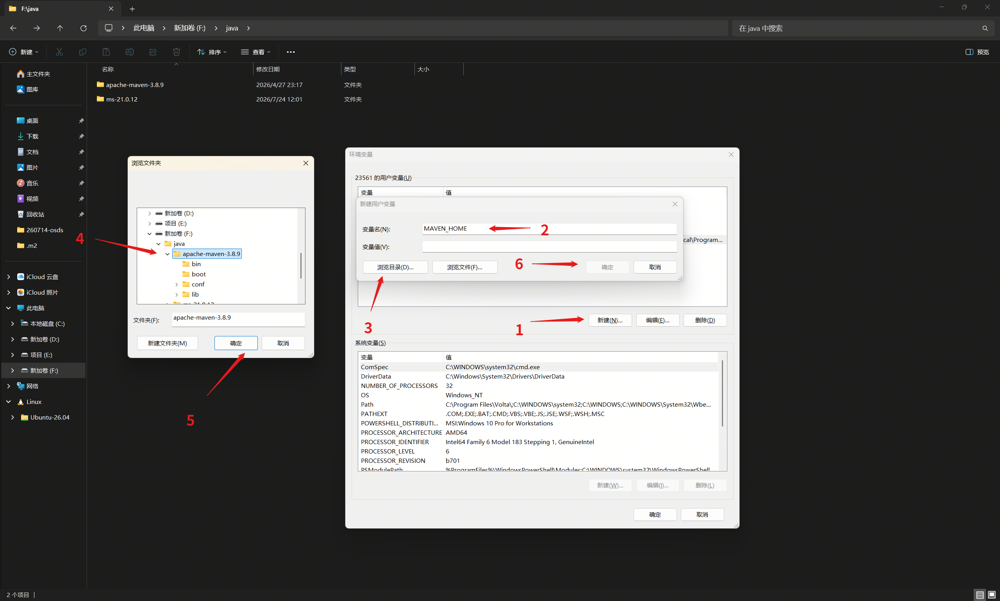 F:\java
此电脑
新加卷 (F:)
java
在 java 中搜索
新建
排序
查看
预览
名称
修改日期
类型
大小
apache-maven-3.8.9
2026/4/27 23:17
文件夹
ms-21.0.12
2026/7/24 12:01
文件夹
主文件夹
图库
桌面
下载
文档
图片
音乐
视频
回收站
260714-osds
.m2
iCloud 云盘
iCloud 照片
此电脑
本地磁盘 (C:)
新加卷 (D:)
项目 (E:)
新加卷 (F:)
网络
Linux
Ubuntu-26.04
2 个项目
浏览文件夹
新加卷 (D:)
项目 (E:)
新加卷 (F:)
java
apache-maven-3.8.9
bin
boot
conf
lib
ms-21.0.12
文件夹(F):
apache-maven-3.8.9
新建文件夹(M)
确定
取消
4
5
环境变量
23561 的用户变量(U)
变量
值
cal\Program...
新建用户变量
变量名(N):
MAVEN_HOME
2
变量值(V):
浏览目录(D)...
浏览文件(F)...
6
确定
取消
3
1
新建(N)...
编辑(E)...
删除(D)
系统变量(S)
变量
值
ComSpec
C:\WINDOWS\system32\cmd.exe
DriverData
C:\Windows\System32\Drivers\DriverData
NUMBER_OF_PROCESSORS
32
OS
Windows_NT
Path
C:\Program Files\Volta\;C:\WINDOWS\system32;C:\WINDOWS;C:\WINDOWS\System32\Wbe...
PATHEXT
.COM;.EXE;.BAT;.CMD;.VBS;.VBE;.JS;.JSE;.WSF;.WSH;.MSC
POWERSHELL_DISTRIBUTI...
MSI:Windows 10 Pro for Workstations
PROCESSOR_ARCHITECTURE
AMD64
PROCESSOR_IDENTIFIER
Intel64 Family 6 Model 183 Stepping 1, GenuineIntel
PROCESSOR_LEVEL
6
PROCESSOR_REVISION
b701
PSModulePath
%ProgramFiles%\WindowsPowerShell\Modules;C:\WINDOWS\system32\WindowsPowerShell
新建(W)...
编辑(I)...
删除(L)
确定
取消